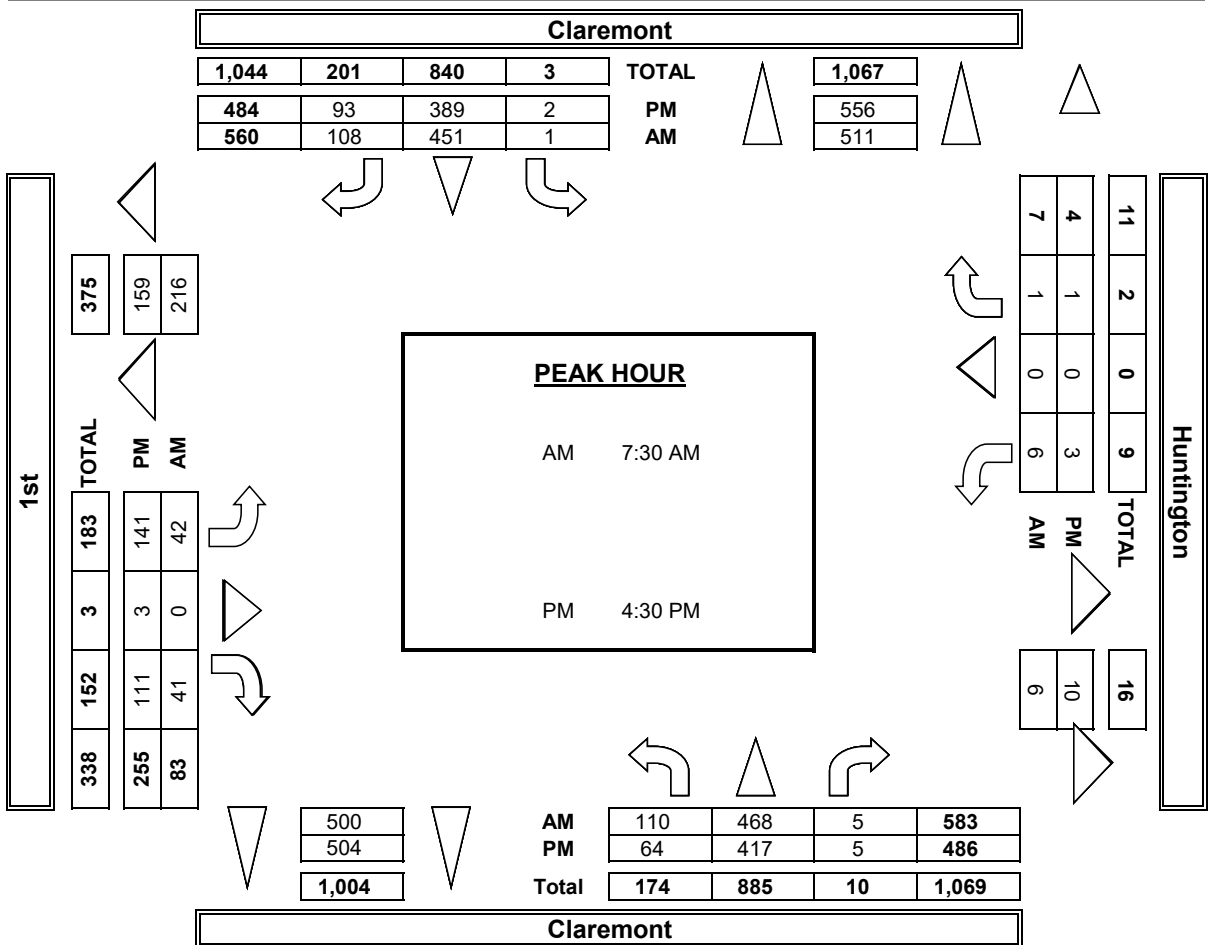 Claremont
1,044 201 840 3 TOTAL 1,067
484 93 389 2 PM 556
560 108 451 1 AM 511
1st
375
159
216
TOTAL PM AM
183 3 152 338
141 3 111 255
42 0 41 83
PEAK HOUR
AM 7:30 AM
PM 4:30 PM
Huntington
11 2 0 9 TOTAL
4 1 0 3 PM
7 1 0 6 AM
16
10
6
500 AM 110 468 5 583
504 PM 64 417 5 486
1,004 Total 174 885 10 1,069
Claremont